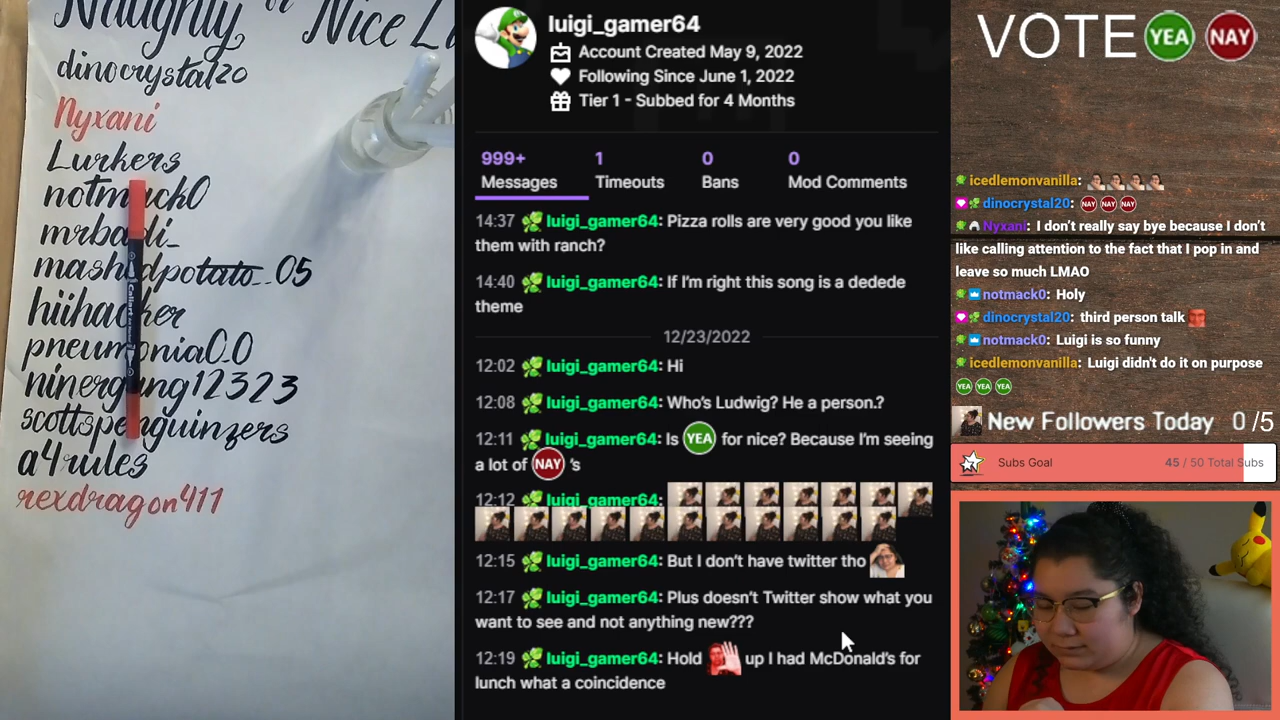 Naughty or Nice Li
dinocrystal20
Nyxani
Lurkers
notmack0
mrbadi_
mashedpotato_05
hiihacker
pneumonia0.0
ninergang12323
scottspenguinzers
a4rules
rexdragon411
luigi_gamer64
Account Created May 9, 2022
Following Since June 1, 2022
Tier 1 - Subbed for 4 Months
999+ 1 0 0
Messages Timeouts Bans Mod Comments
14:37 luigi_gamer64: Pizza rolls are very good you like
them with ranch?
14:40 luigi_gamer64: If I'm right this song is a dedede
theme
12/23/2022
12:02 luigi_gamer64: Hi
12:08 luigi_gamer64: Who's Ludwig? He a person.?
12:11 luigi_gamer64: Is YEA for nice? Because I'm seeing
a lot of NAY 's
12:12 luigi_gamer64:
12:15 luigi_gamer64: But I don't have twitter tho
12:17 luigi_gamer64: Plus doesn't Twitter show what you
want to see and not anything new???
12:19 luigi_gamer64: Hold up I had McDonald's for
lunch what a coincidence
VOTE YEA NAY
icedlemonvanilla:
dinocrystal20: NAY NAY NAY
Nyxani: I don't really say bye because I don't
like calling attention to the fact that I pop in and
leave so much LMAO
notmack0: Holy
dinocrystal20: third person talk
notmack0: Luigi is so funny
icedlemonvanilla: Luigi didn't do it on purpose
YEA YEA YEA
New Followers Today 0 /5
Subs Goal 45 / 50 Total Subs